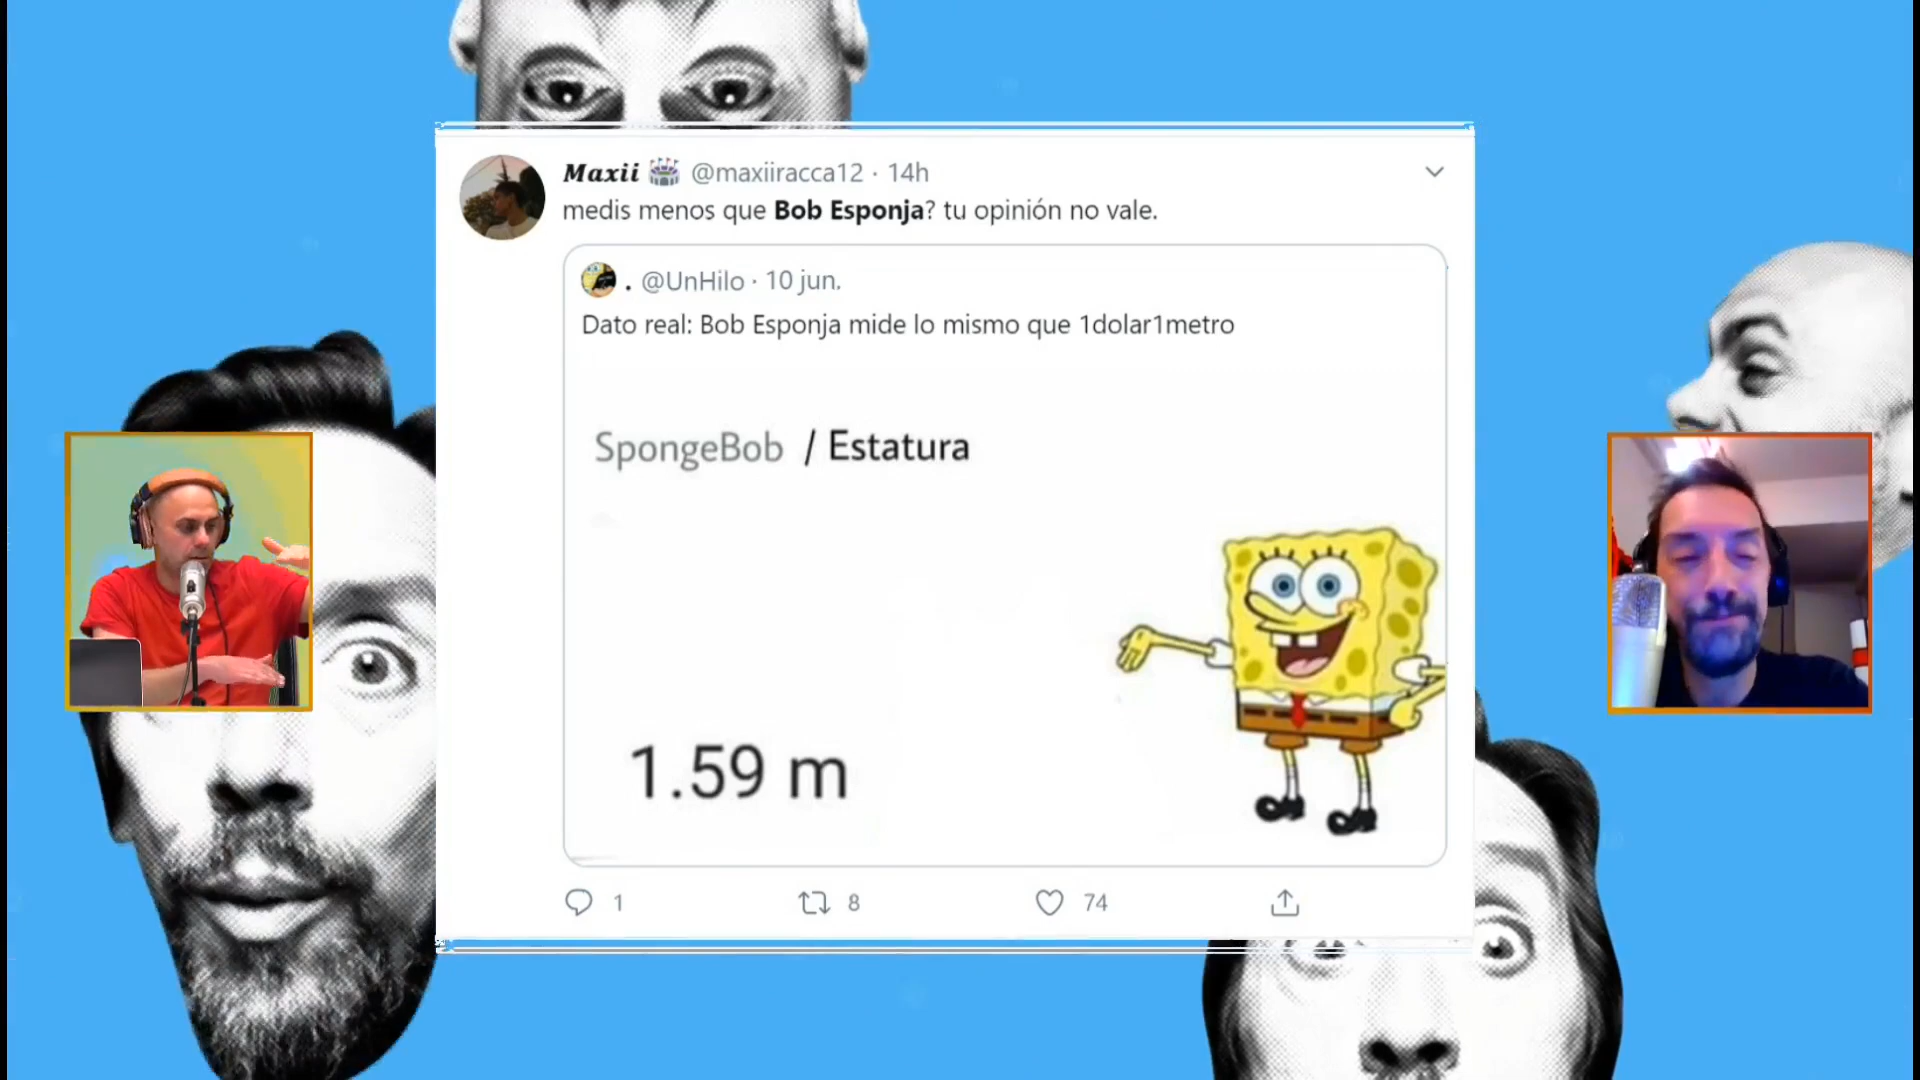 Maxii @maxiiracca12 · 14h
medis menos que Bob Esponja? tu opinión no vale.
. @UnHilo · 10 jun.
Dato real: Bob Esponja mide lo mismo que 1dolar1metro
SpongeBob / Estatura
1.59 m
1 8 74